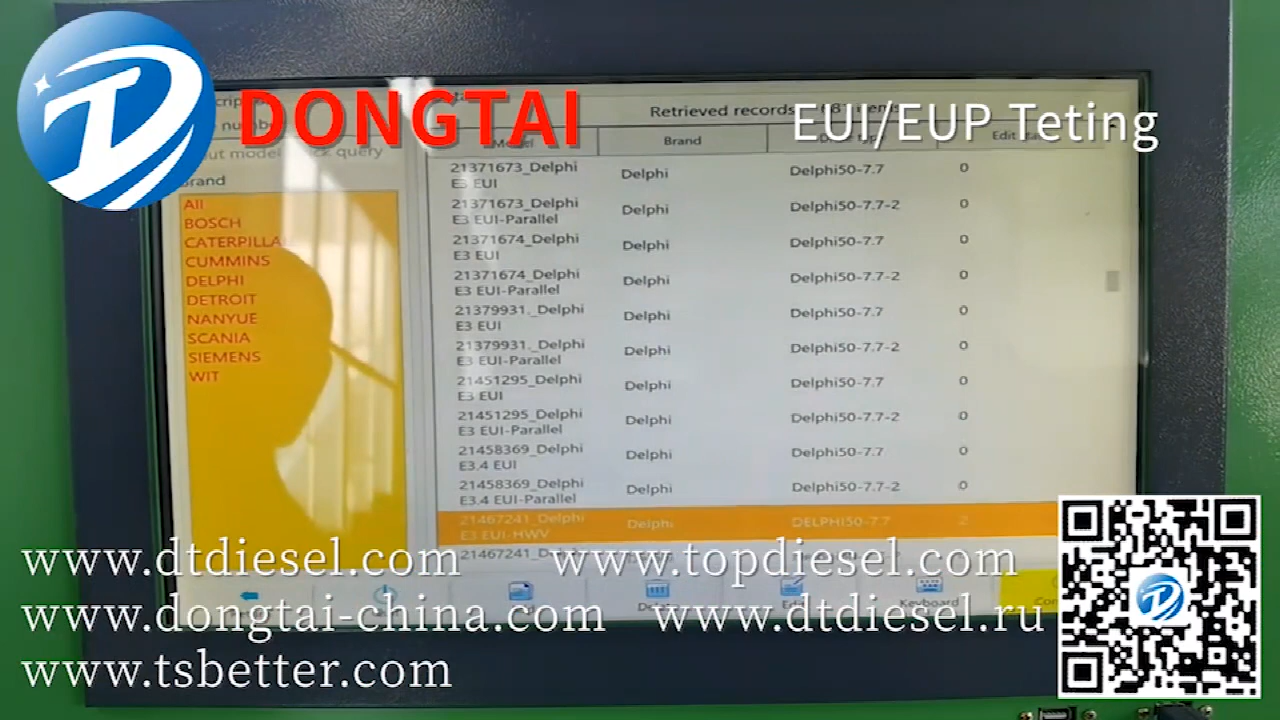 DONGTAI
EUI/EUP Teting
Retrieved records
Model Brand
query
Brand
All
BOSCH
CATERPILLA
CUMMINS
DELPHI
DETROIT
NANYUE
SCANIA
SIEMENS
WIT
21371673_Delphi E3 EUI Delphi Delphi50-7.7 0
21371673_Delphi E3 EUI-Parallel Delphi Delphi50-7.7-2 0
21371674_Delphi E3 EUI Delphi Delphi50-7.7 0
21371674_Delphi E3 EUI-Parallel Delphi Delphi50-7.7-2 0
21379931._Delphi E3 EUI Delphi Delphi50-7.7 0
21379931._Delphi E3 EUI-Parallel Delphi Delphi50-7.7-2 0
21451295_Delphi E3 EUI Delphi Delphi50-7.7 0
21451295_Delphi E3 EUI-Parallel Delphi Delphi50-7.7-2 0
21458369_Delphi E3.4 EUI Delphi Delphi50-7.7 0
21458369_Delphi E3.4 EUI-Parallel Delphi Delphi50-7.7-2 0
21467241_Delphi E3 EUI-HWV Delphi DELPHI50-7.7 2
Keyboard
www.dtdiesel.com www.topdiesel.com
www.dongtai-china.com www.dtdiesel.ru
www.tsbetter.com